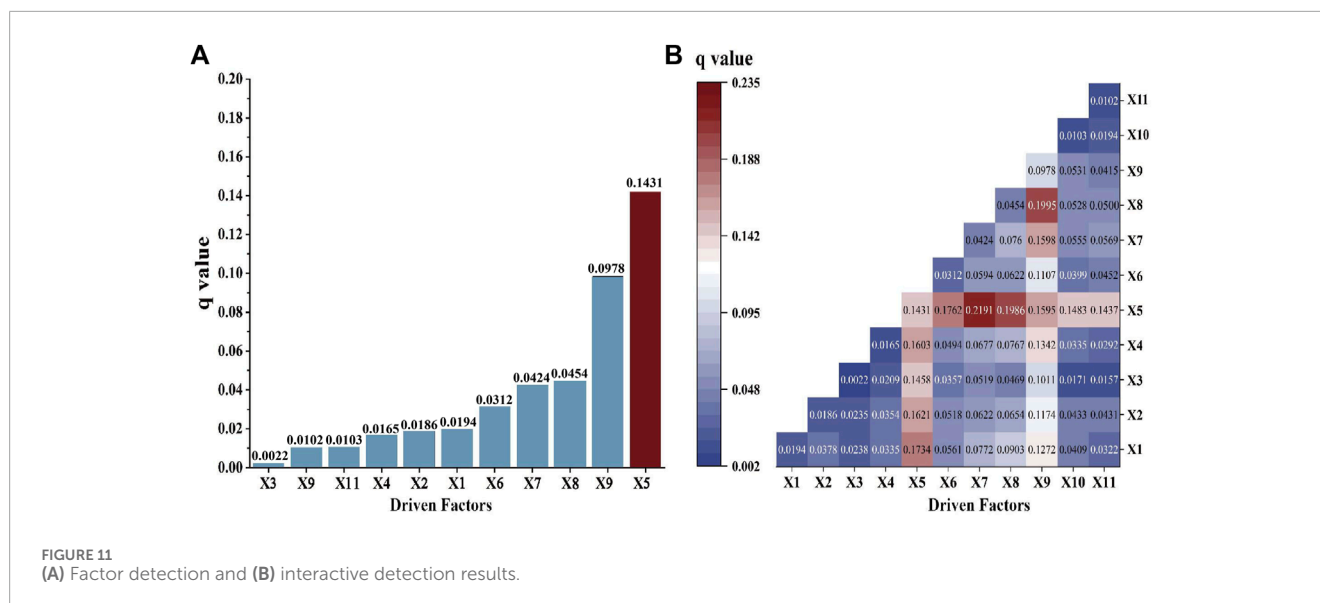 A
q value
0.20
0.18
0.16
0.14
0.12
0.10
0.08
0.06
0.04
0.02
0.00
0.0022
0.0102
0.0103
0.0165
0.0186
0.0194
0.0312
0.0424
0.0454
0.0978
0.1431
X3 X9 X11 X4 X2 X1 X6 X7 X8 X9 X5
Driven Factors
B
q value
0.235
0.188
0.142
0.095
0.048
0.002
0.0102 X11
0.0103 0.0194 X10
0.0978 0.0531 0.0415 X9
0.0454 0.1995 0.0528 0.0500 X8
0.0424 0.076 0.1598 0.0555 0.0569 X7
0.0312 0.0594 0.0622 0.1107 0.0399 0.0452 X6
0.1431 0.1762 0.2191 0.1986 0.1595 0.1483 0.1437 X5
0.0165 0.1603 0.0494 0.0677 0.0767 0.1342 0.0335 0.0292 X4
0.0022 0.0209 0.1458 0.0357 0.0519 0.0469 0.1011 0.0171 0.0157 X3
0.0186 0.0235 0.0354 0.1621 0.0518 0.0622 0.0654 0.1174 0.0433 0.0431 X2
0.0194 0.0378 0.0238 0.0335 0.1734 0.0561 0.0772 0.0903 0.1272 0.0409 0.0322 X1
X1 X2 X3 X4 X5 X6 X7 X8 X9 X10 X11
Driven Factors
FIGURE 11
(A) Factor detection and (B) interactive detection results.